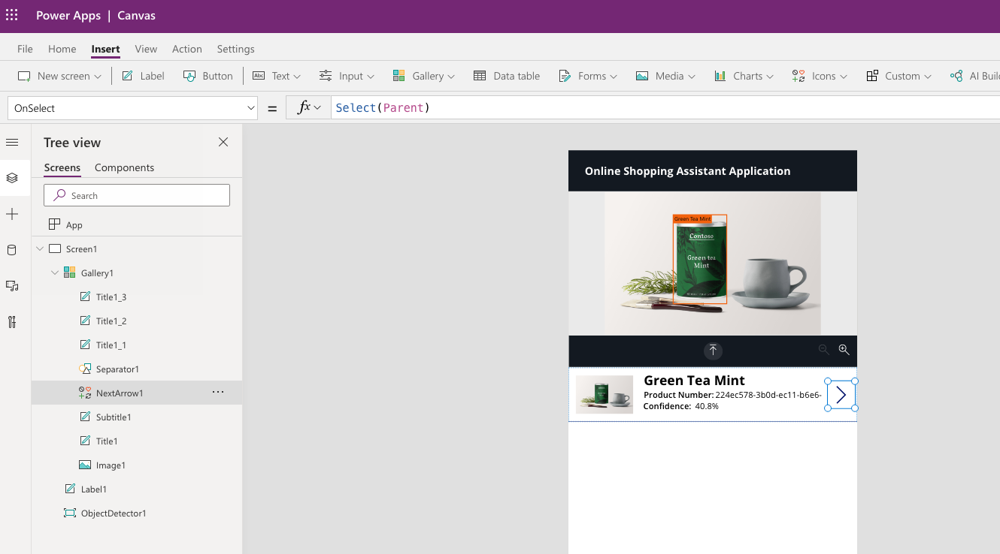 Power Apps | Canvas
File Home Insert View Action Settings
New screen Label Button Abc Text Input Gallery Data table Forms Media Charts Icons Custom AI Buil
OnSelect = fx Select(Parent)
Tree view
Screens Components
Search
App
Screen1
Gallery1
Title1_3
Title1_2
Title1_1
Separator1
NextArrow1
Subtitle1
Title1
Image1
Label1
ObjectDetector1
Online Shopping Assistant Application
Green Tea Mint
Contoso
Green tea
Mint
Green Tea Mint
Product Number: 224ec578-3b0d-ec11-b6e6-
Confidence: 40.8%